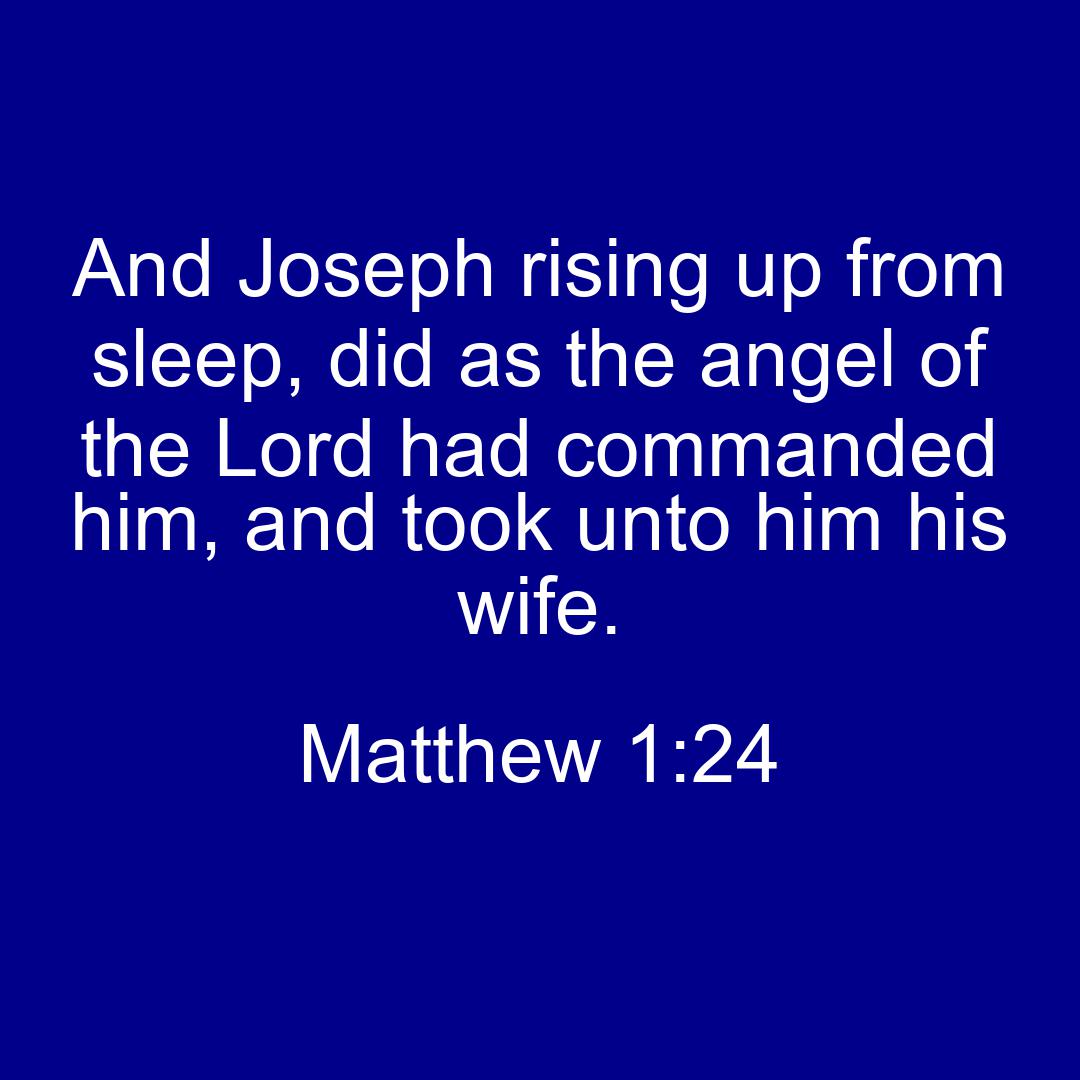 And Joseph rising up from
sleep, did as the angel of
the Lord had commanded
him, and took unto him his
wife.
Matthew 1:24